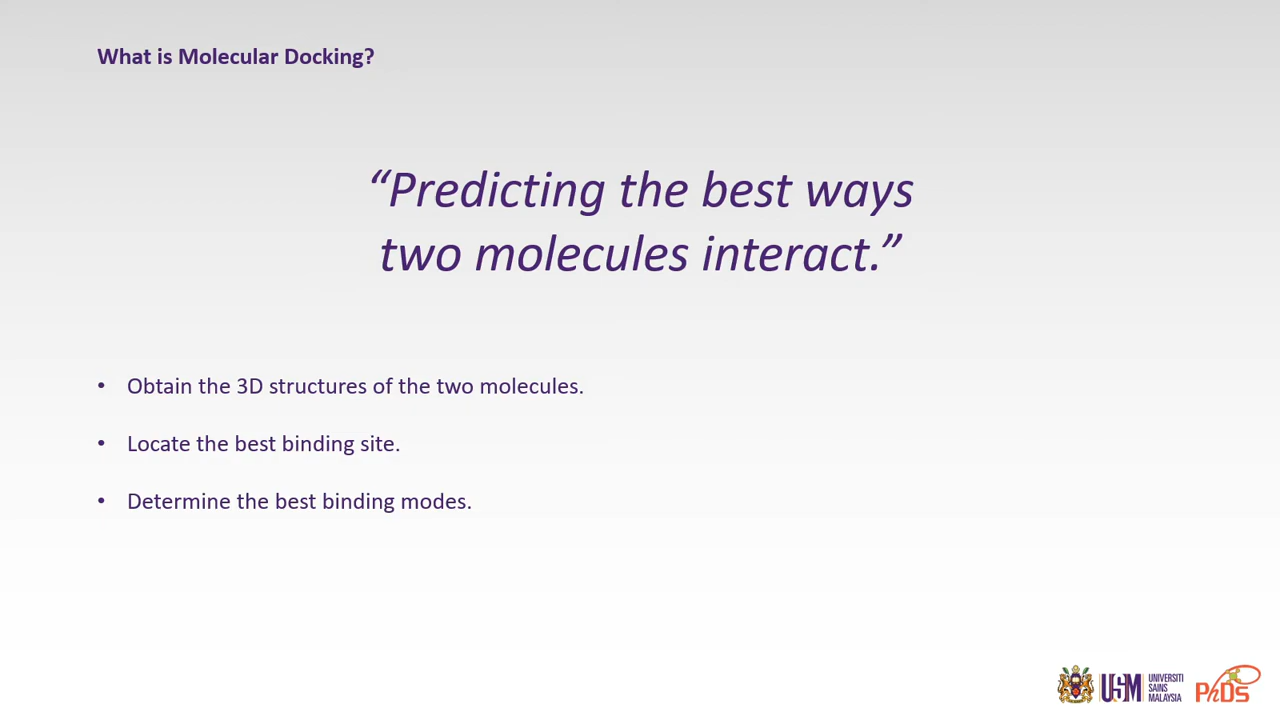 What is Molecular Docking?
“Predicting the best ways
two molecules interact.”
• Obtain the 3D structures of the two molecules.
• Locate the best binding site.
• Determine the best binding modes.
USM
UNIVERSITI
SAINS
MALAYSIA
PhDS